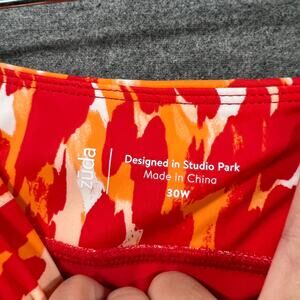 zuda
Designed in Studio Park
Made in China
30W